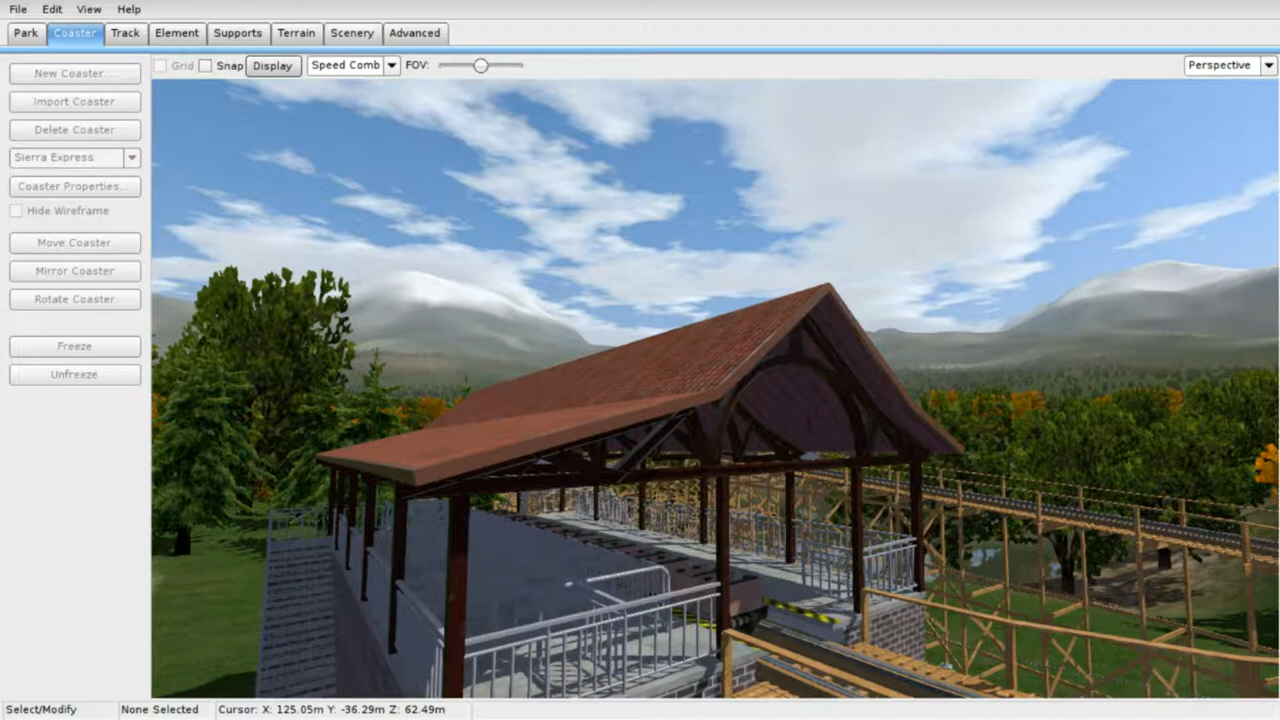 File Edit View Help
Park Coaster Track Element Supports Terrain Scenery Advanced
Grid Snap Display Speed Comb FOV: Perspective
New Coaster....
Import Coaster
Delete Coaster
Sierra Express
Coaster Properties...
Hide Wireframe
Move Coaster
Mirror Coaster
Rotate Coaster
Freeze
Unfreeze
Select/Modify None Selected Cursor: X: 125.05m Y: -36.29m Z: 62.49m